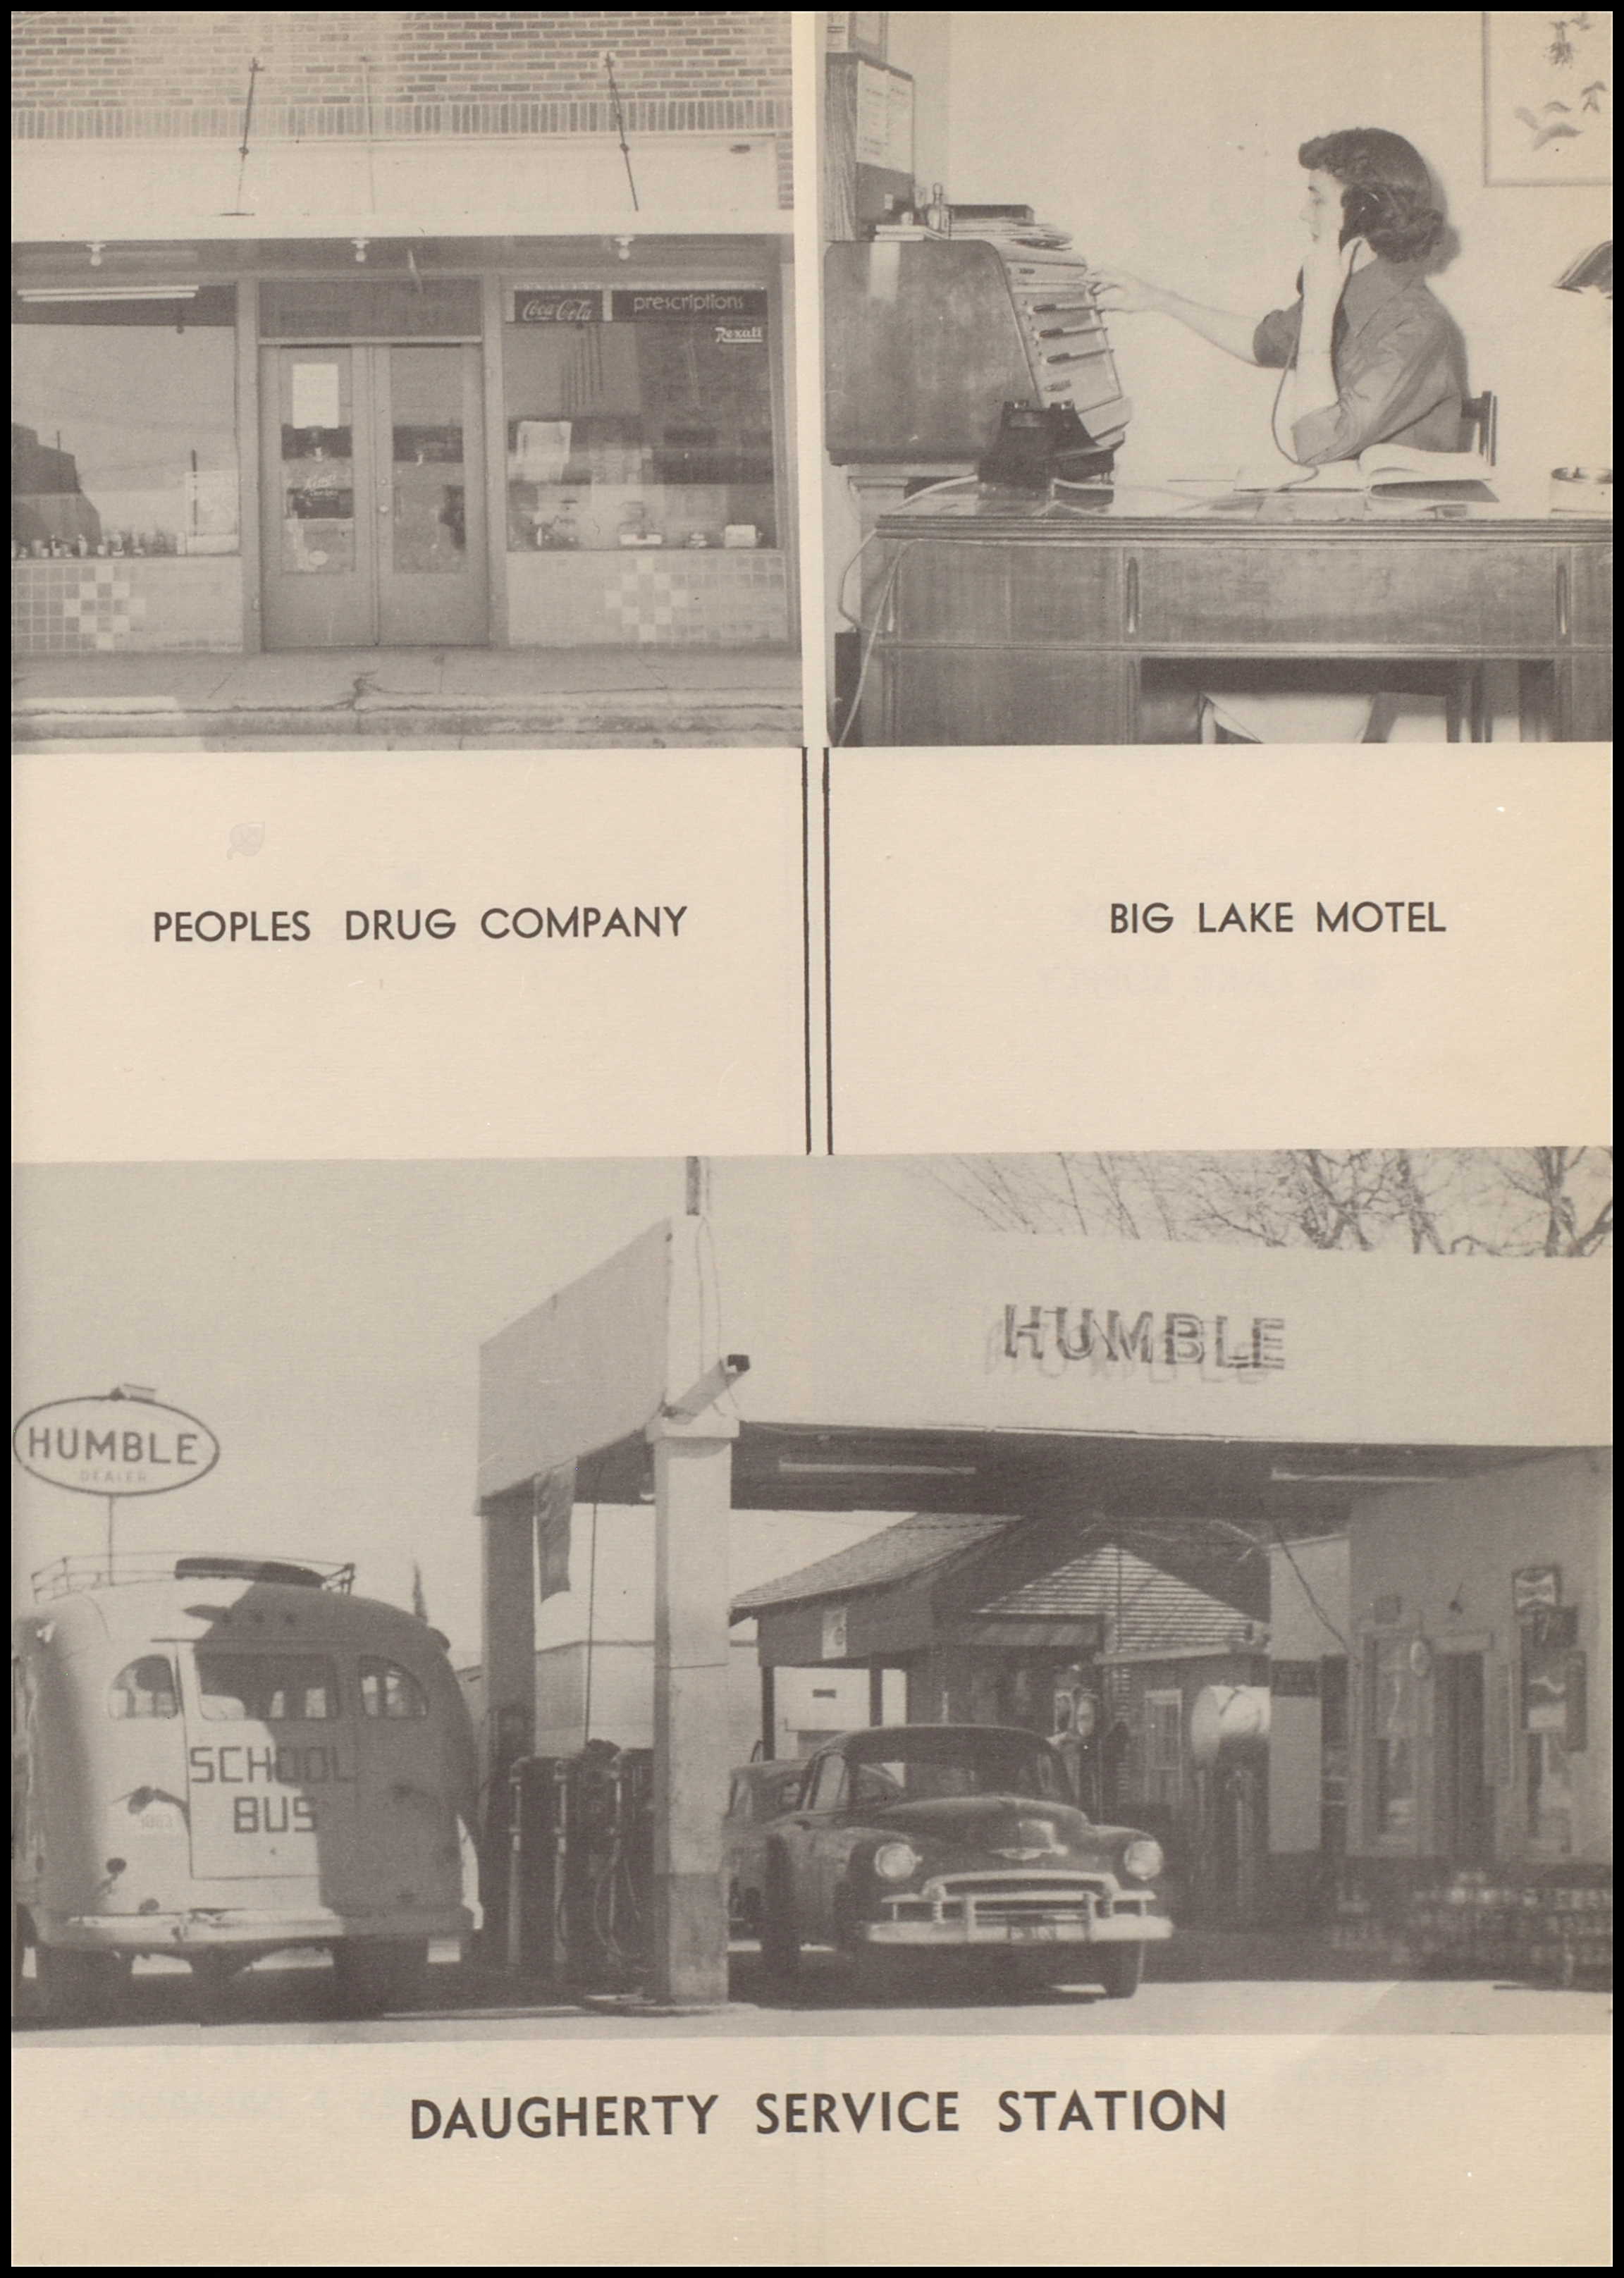 Coca-Cola prescriptions
Rexall
PEOPLES DRUG COMPANY
BIG LAKE MOTEL
HUMBLE
HUMBLE
DEALER
SCHOOL
BUS
DAUGHERTY SERVICE STATION